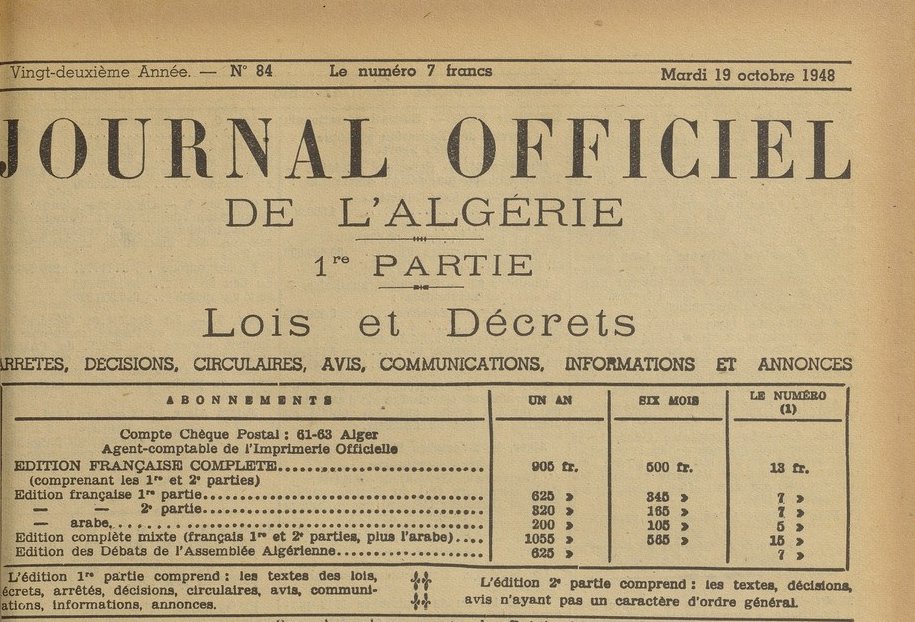 Vingt-deuxième Année. — N° 84 Le numéro 7 francs Mardi 19 octobre 1948
JOURNAL OFFICIEL
DE L'ALGÉRIE
1re PARTIE
Lois et Décrets
ARRETES, DÉCISIONS, CIRCULAIRES, AVIS, COMMUNICATIONS, INFORMATIONS ET ANNONCES
ABONNEMENTS UN AN SIX MOIS LE NUMÉRO (1)
Compte Chèque Postal : 61-63 Alger
Agent-comptable de l'Imprimerie Officielle
EDITION FRANÇAISE COMPLETE 905 fr. 500 fr. 13 fr.
(comprenant les 1re et 2e parties)
Edition française 1re partie 625 » 345 » 7 »
— — 2e partie 320 » 165 » 7 »
— arabe 200 » 105 » 5 »
Edition complète mixte (français 1re et 2e parties, plus l'arabe) 1055 » 565 » 15 »
Edition des Débats de l'Assemblée Algérienne 625 » 7 »
L'édition 1re partie comprend : les textes des lois,
écrets, arrêtés, décisions, circulaires, avis, communi-
ations, informations, annonces.
L'édition 2e partie comprend : les textes, décisions,
avis n'ayant pas un caractère d'ordre général.